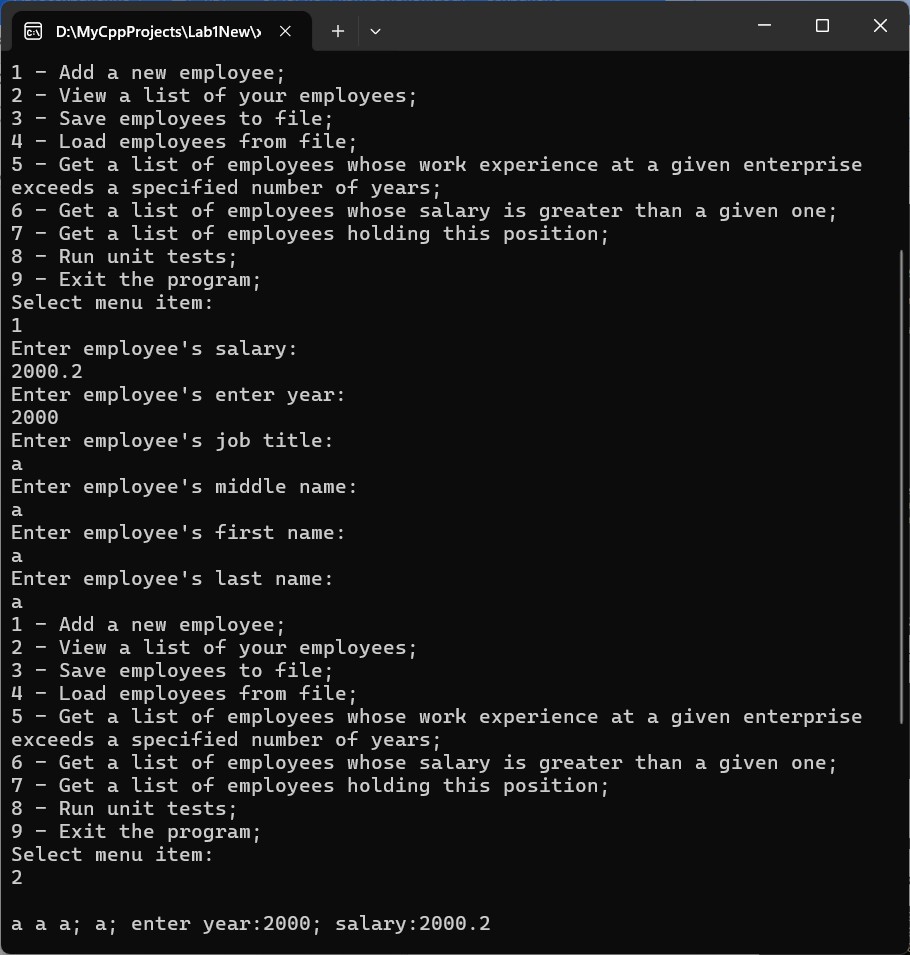 D:\MyCppProjects\Lab1New\x
1 - Add a new employee;
2 - View a list of your employees;
3 - Save employees to file;
4 - Load employees from file;
5 - Get a list of employees whose work experience at a given enterprise
exceeds a specified number of years;
6 - Get a list of employees whose salary is greater than a given one;
7 - Get a list of employees holding this position;
8 - Run unit tests;
9 - Exit the program;
Select menu item:
1
Enter employee's salary:
2000.2
Enter employee's enter year:
2000
Enter employee's job title:
a
Enter employee's middle name:
a
Enter employee's first name:
a
Enter employee's last name:
a
1 - Add a new employee;
2 - View a list of your employees;
3 - Save employees to file;
4 - Load employees from file;
5 - Get a list of employees whose work experience at a given enterprise
exceeds a specified number of years;
6 - Get a list of employees whose salary is greater than a given one;
7 - Get a list of employees holding this position;
8 - Run unit tests;
9 - Exit the program;
Select menu item:
2
a a a; a; enter year:2000; salary:2000.2